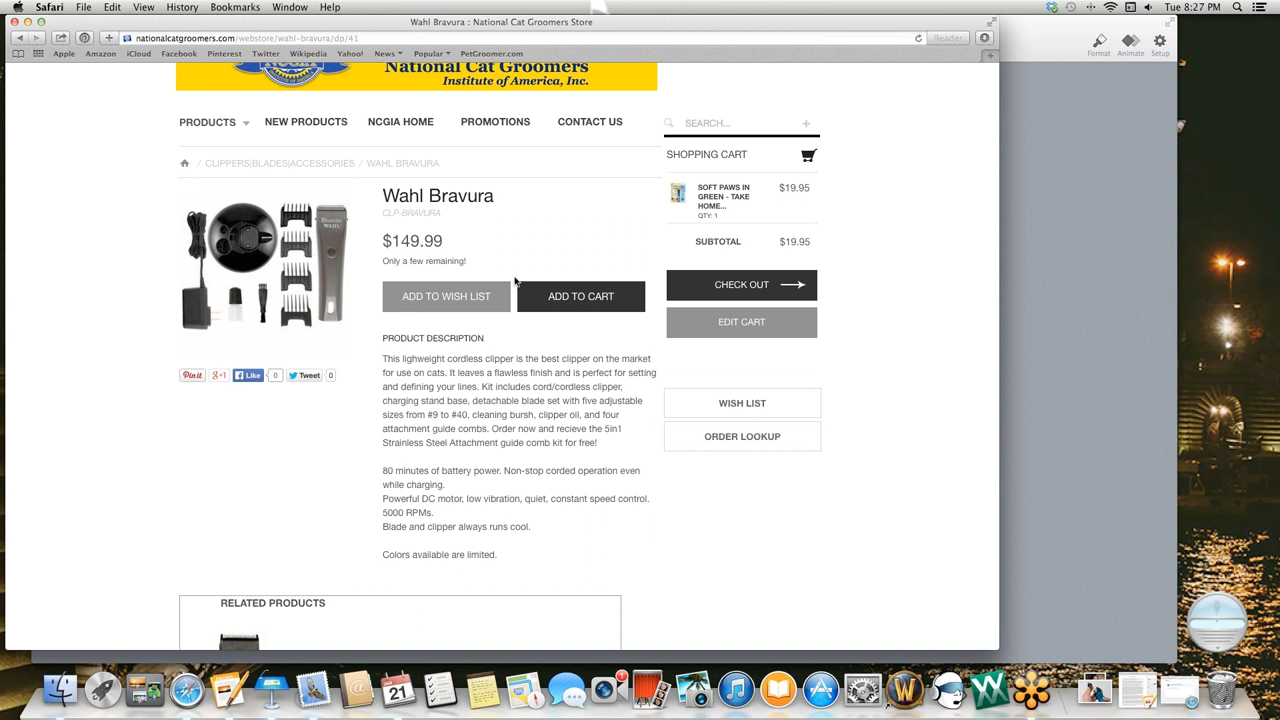 Safari File Edit View History Bookmarks Window Help
Tue 8:27 PM
Wahl Bravura : National Cat Groomers Store
nationalcatgroomers.com/webstore/wahl-bravura/dp/41
Reader
Apple Amazon iCloud Facebook Pinterest Twitter Wikipedia Yahoo! News Popular PetGroomer.com
Format Animate Setup
National Cat Groomers
Institute of America, Inc.
PRODUCTS NEW PRODUCTS NCGIA HOME PROMOTIONS CONTACT US
SEARCH... +
/ CLIPPERS|BLADES|ACCESSORIES / WAHL BRAVURA
SHOPPING CART
SOFT PAWS IN GREEN - TAKE HOME... $19.95
QTY: 1
SUBTOTAL $19.95
CHECK OUT
EDIT CART
WISH LIST
ORDER LOOKUP
Wahl Bravura
CLP-BRAVURA
$149.99
Only a few remaining!
ADD TO WISH LIST ADD TO CART
Pin it +1 Like 0 Tweet 0
PRODUCT DESCRIPTION
This lighweight cordless clipper is the best clipper on the market
for use on cats. It leaves a flawless finish and is perfect for setting
and defining your lines. Kit includes cord/cordless clipper,
charging stand base, detachable blade set with five adjustable
sizes from #9 to #40, cleaning bursh, clipper oil, and four
attachment guide combs. Order now and recieve the 5in1
Strainless Steel Attachment guide comb kit for free!
80 minutes of battery power. Non-stop corded operation even
while charging.
Powerful DC motor, low vibration, quiet, constant speed control.
5000 RPMs.
Blade and clipper always runs cool.
Colors available are limited.
RELATED PRODUCTS
JAN
21
1